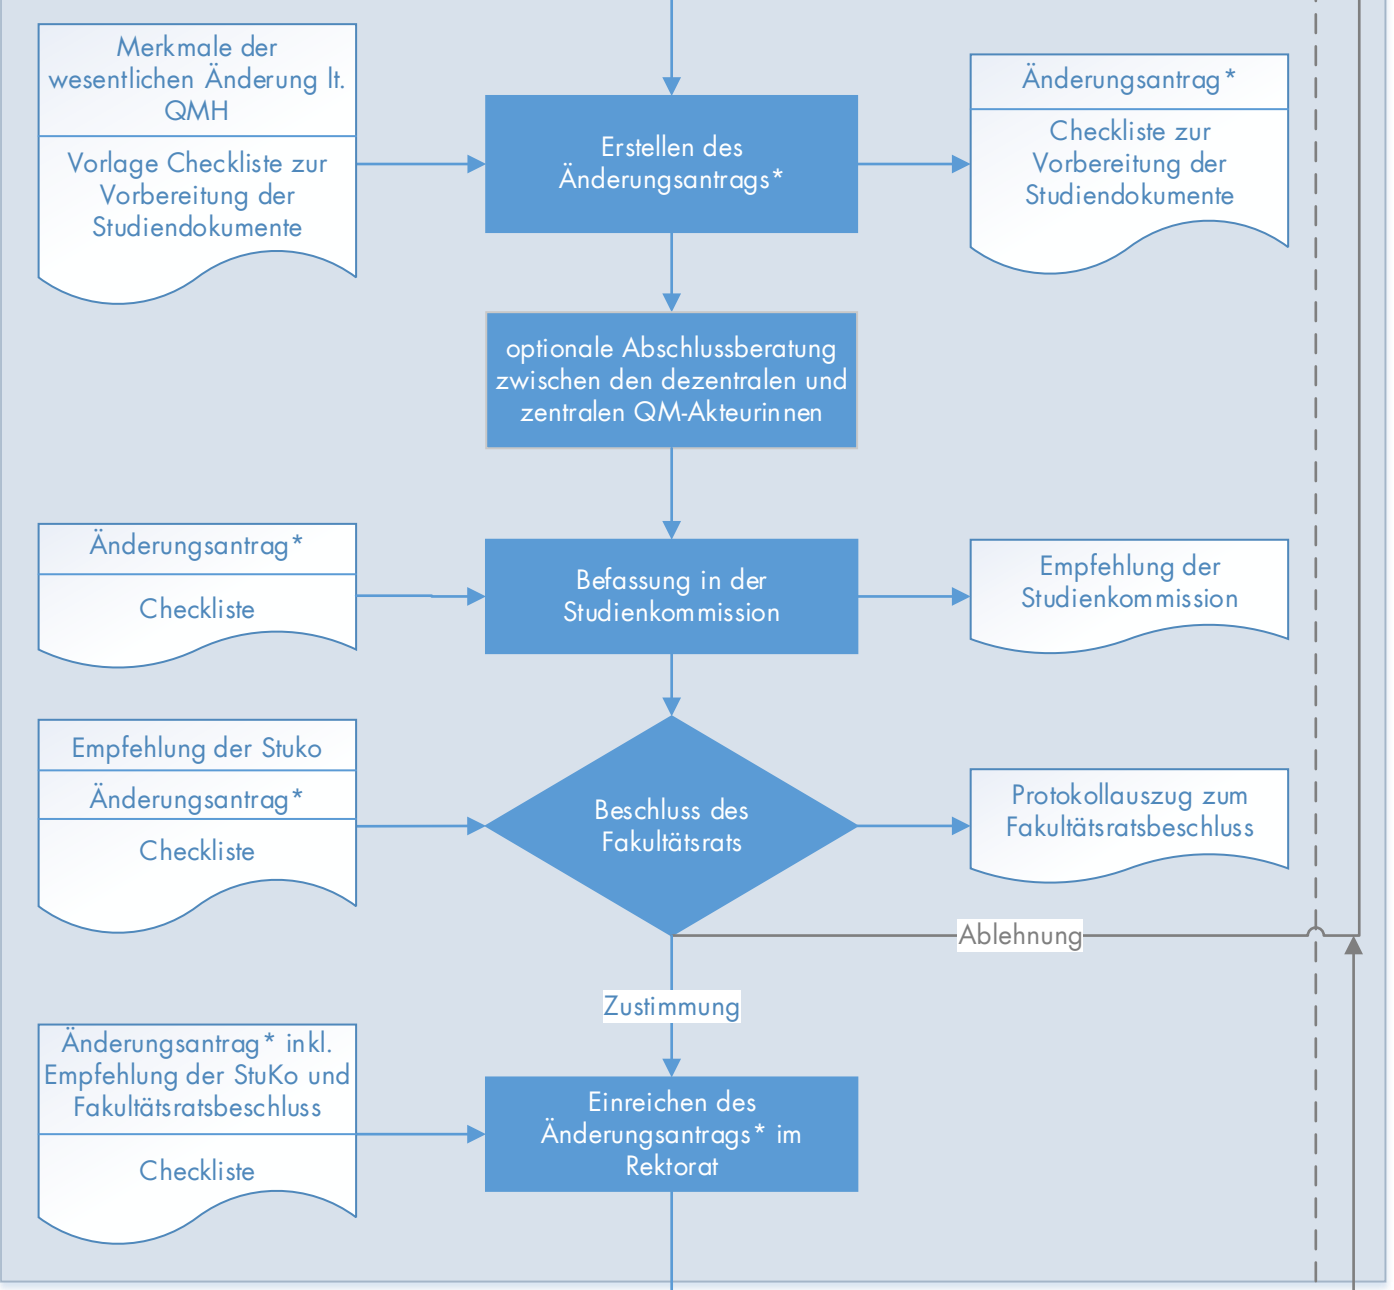 Merkmale der
wesentlichen Änderung lt.
QMH
Vorlage Checkliste zur
Vorbereitung der
Studiendokumente
Erstellen des
Änderungsantrags*
Änderungsantrag*
Checkliste zur
Vorbereitung der
Studiendokumente
optionale Abschlussberatung
zwischen den dezentralen und
zentralen QM-Akteurinnen
Änderungsantrag*
Checkliste
Befassung in der
Studienkommission
Empfehlung der
Studienkommission
Empfehlung der Stuko
Änderungsantrag*
Checkliste
Beschluss des
Fakultätsrats
Protokollauszug zum
Fakultätsratsbeschluss
Ablehnung
Zustimmung
Änderungsantrag* inkl.
Empfehlung der StuKo und
Fakultätsratsbeschluss
Checkliste
Einreichen des
Änderungsantrags* im
Rektorat